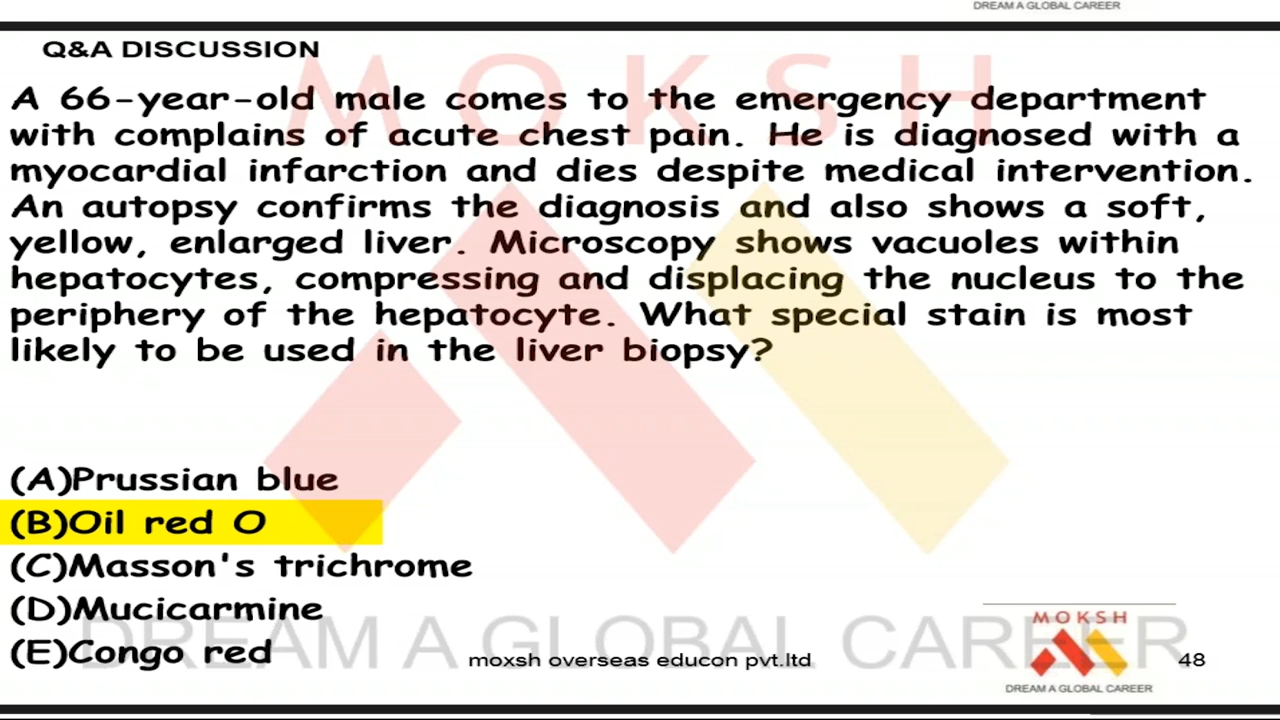 DREAM A GLOBAL CAREER
Q&A DISCUSSION
MOKSH
A 66-year-old male comes to the emergency department
with complains of acute chest pain. He is diagnosed with a
myocardial infarction and dies despite medical intervention.
An autopsy confirms the diagnosis and also shows a soft,
yellow, enlarged liver. Microscopy shows vacuoles within
hepatocytes, compressing and displacing the nucleus to the
periphery of the hepatocyte. What special stain is most
likely to be used in the liver biopsy?
(A)Prussian blue
(B)Oil red O
(C)Masson's trichrome
(D)Mucicarmine
(E)Congo red
DREAM A GLOBAL CAREER
moxsh overseas educon pvt.ltd
MOKSH
DREAM A GLOBAL CAREER
48